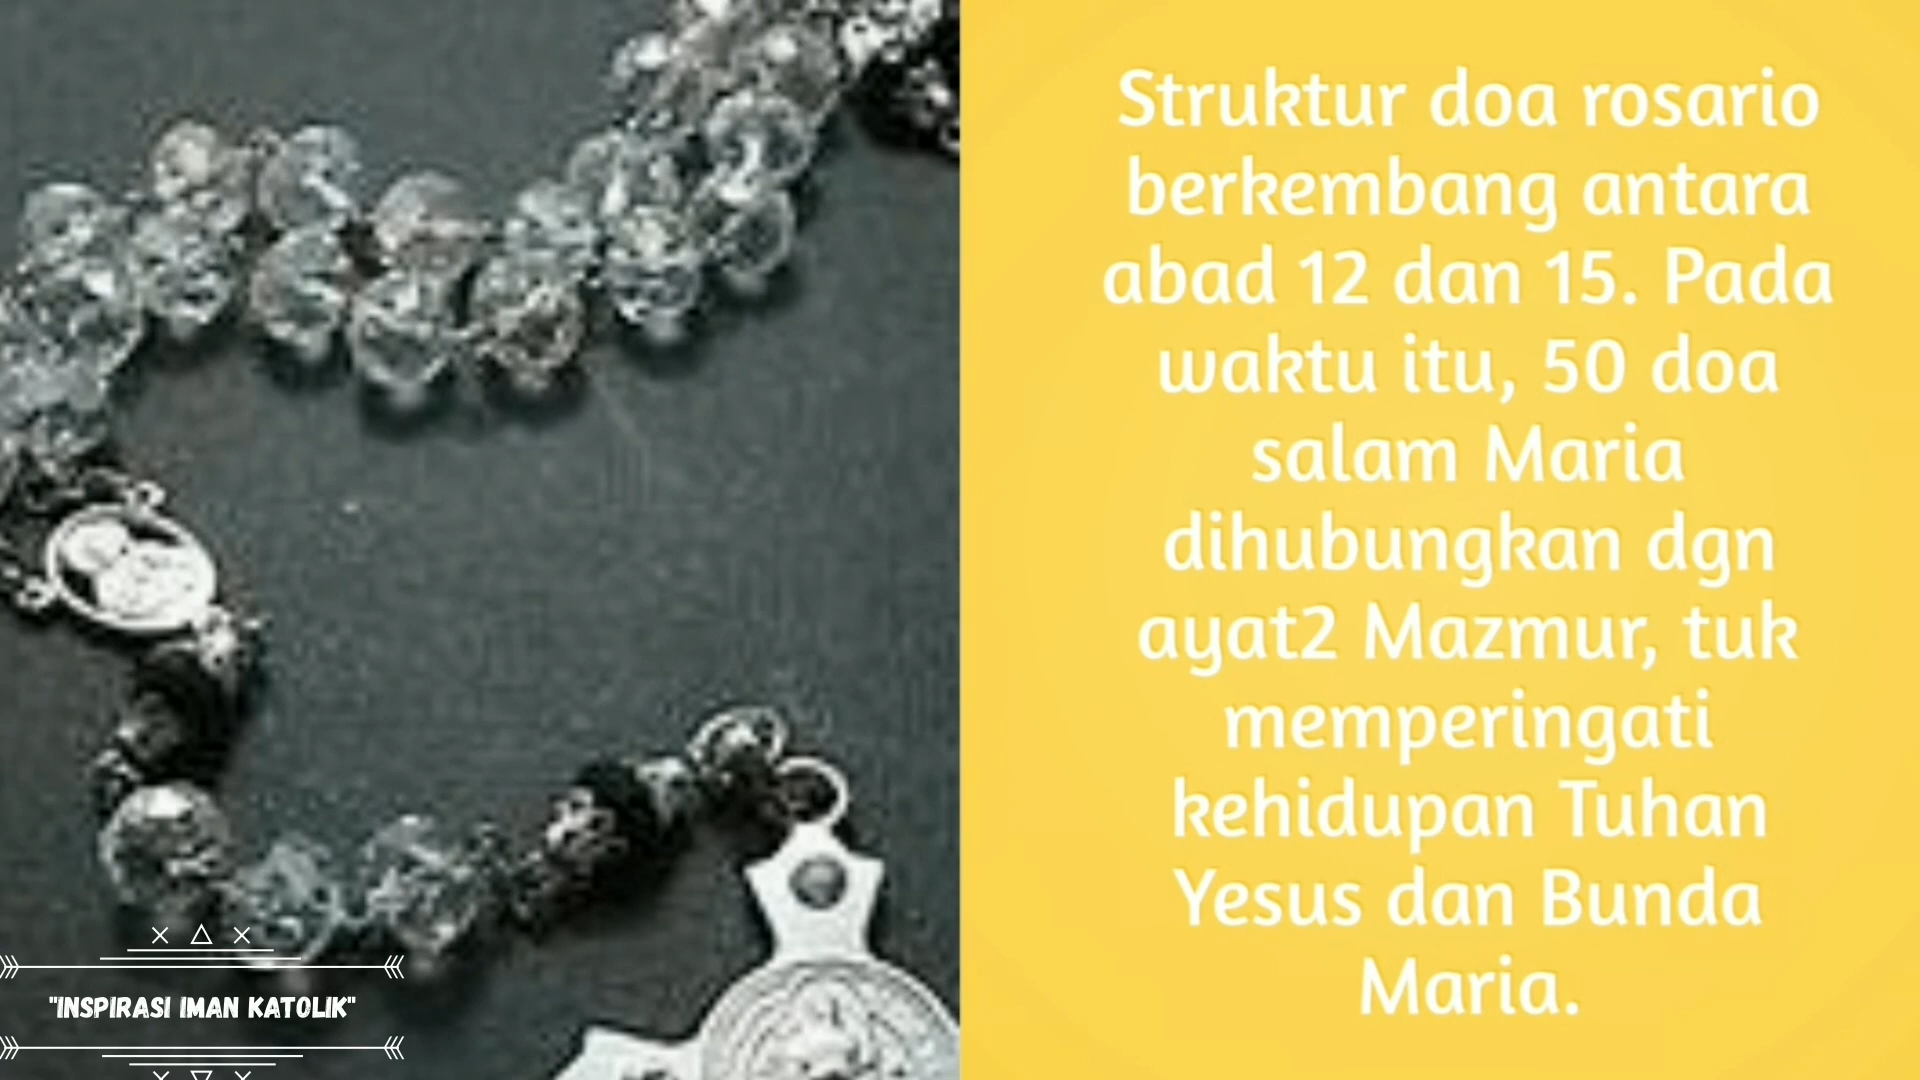 Struktur doa rosario
berkembang antara
abad 12 dan 15. Pada
waktu itu, 50 doa
salam Maria
dihubungkan dgn
ayat2 Mazmur, tuk
memperingati
kehidupan Tuhan
Yesus dan Bunda
Maria.
"INSPIRASI IMAN KATOLIK"